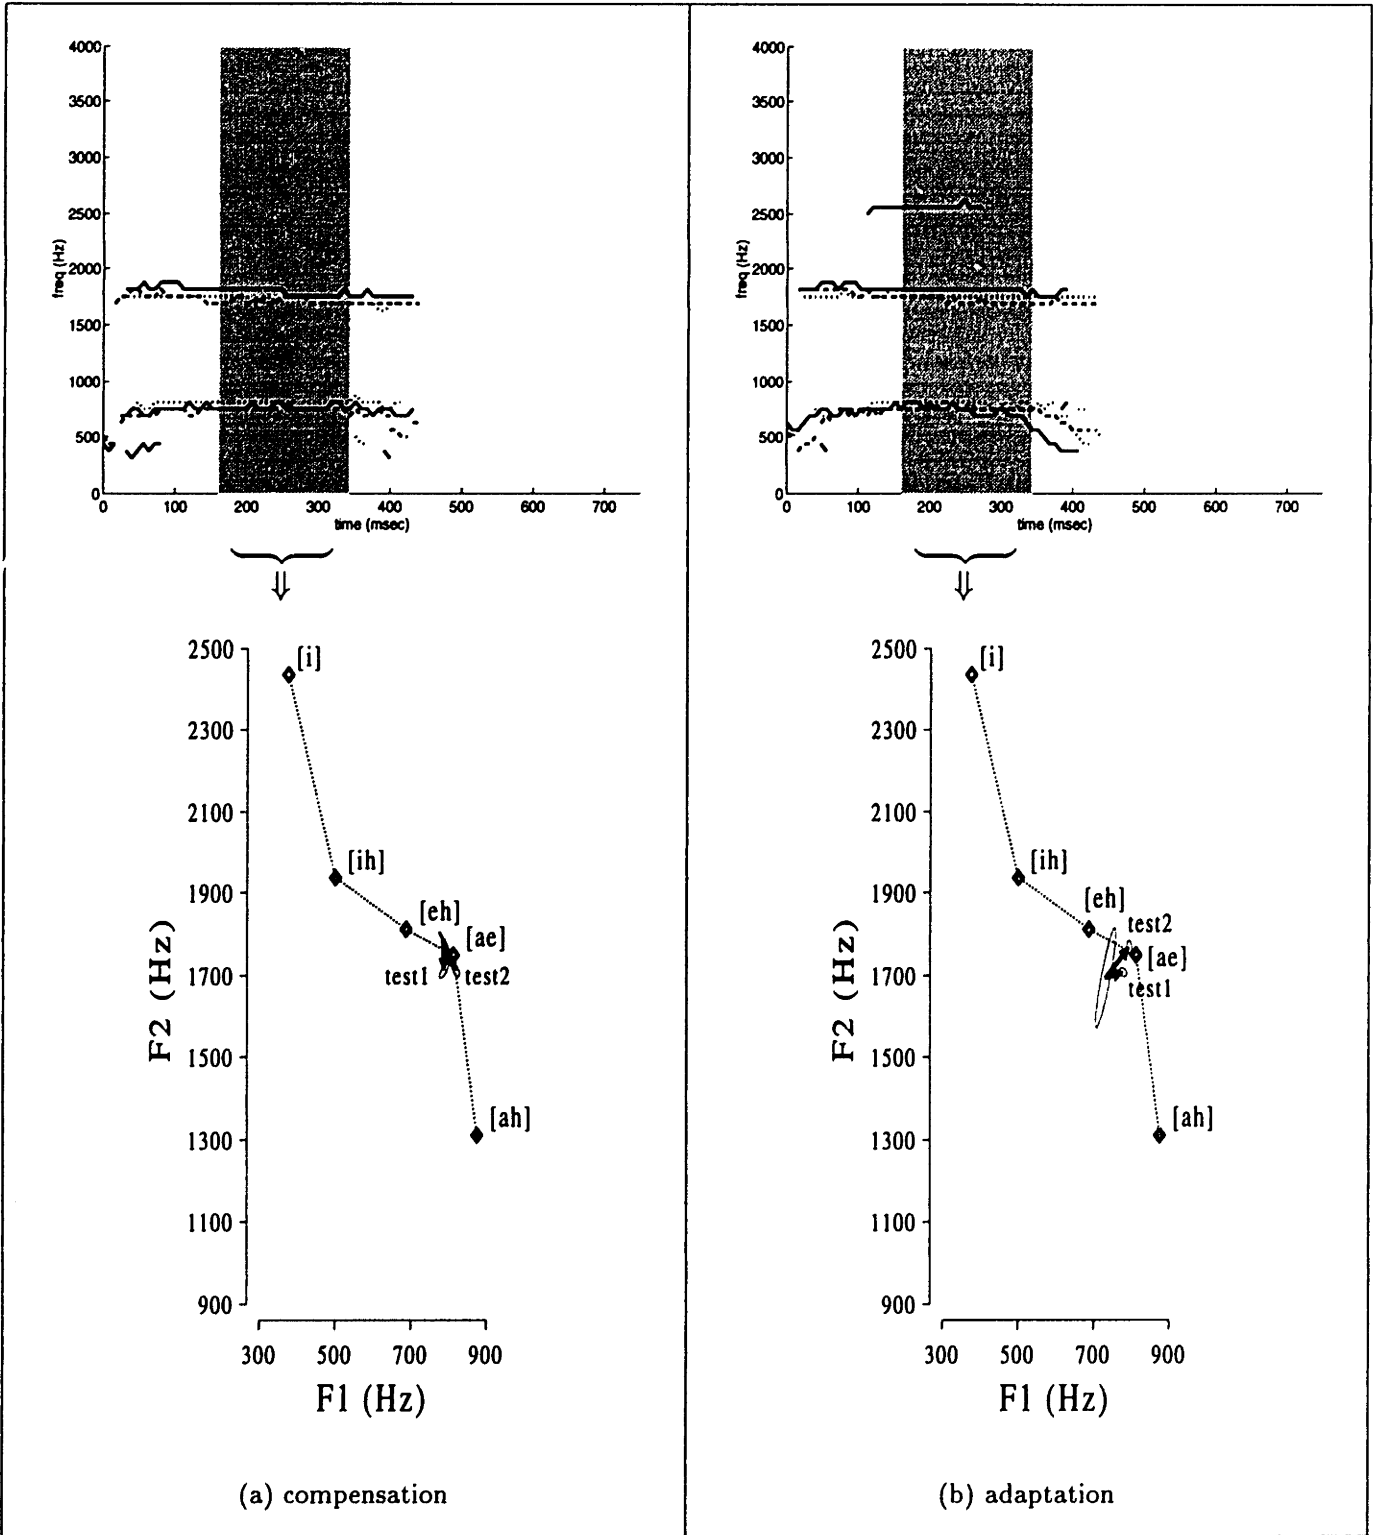 4000
3500
3000
2500
2000
1500
1000
500
0
freq (Hz)
0 100 200 300 400 500 600 700
time (msec)
2500
2300
2100
1900
1700
1500
1300
1100
900
F2 (Hz)
[i]
[ih]
[eh]
[ae]
test1 test2
[ah]
300 500 700 900
F1 (Hz)
(a) compensation
4000
3500
3000
2500
2000
1500
1000
500
0
freq (Hz)
0 100 200 300 400 500 600 700
time (msec)
2500
2300
2100
1900
1700
1500
1300
1100
900
F2 (Hz)
[i]
[ih]
[eh]
test2
[ae]
test1
[ah]
300 500 700 900
F1 (Hz)
(b) adaptation